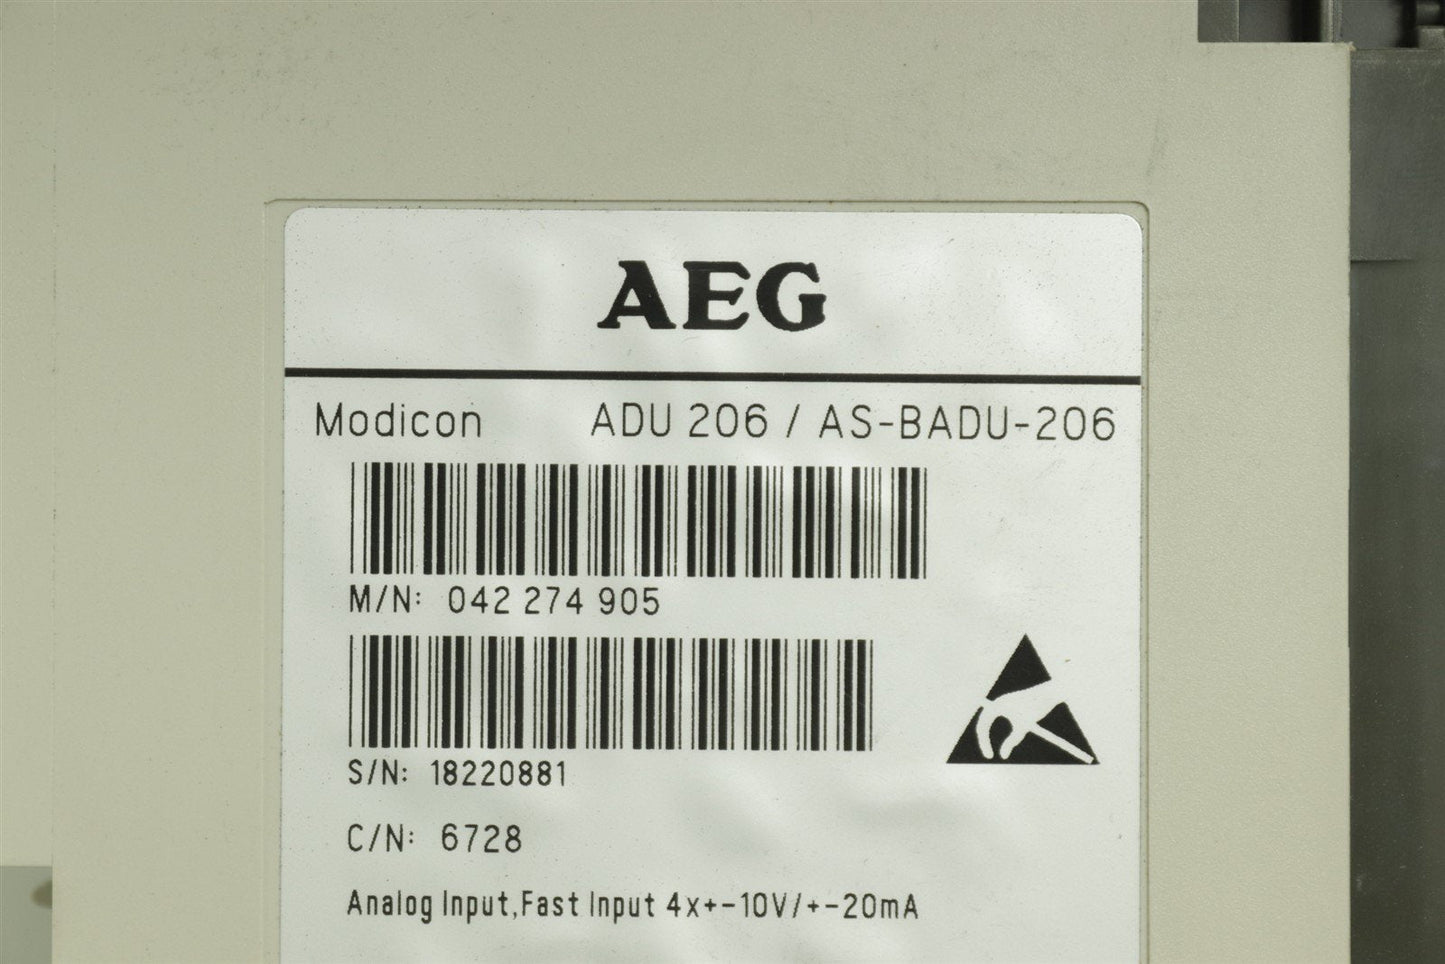 AEG
Modicon ADU 206 / AS-BADU-206
M/N: 042 274 905
S/N: 18220881
C/N: 6728
Analog Input,Fast Input 4x+-10V/+-20mA